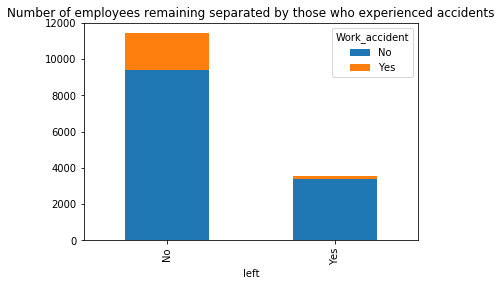 Number of employees remaining separated by those who experienced accidents
12000
10000
8000
6000
4000
2000
0
Work_accident
No
Yes
No
Yes
left